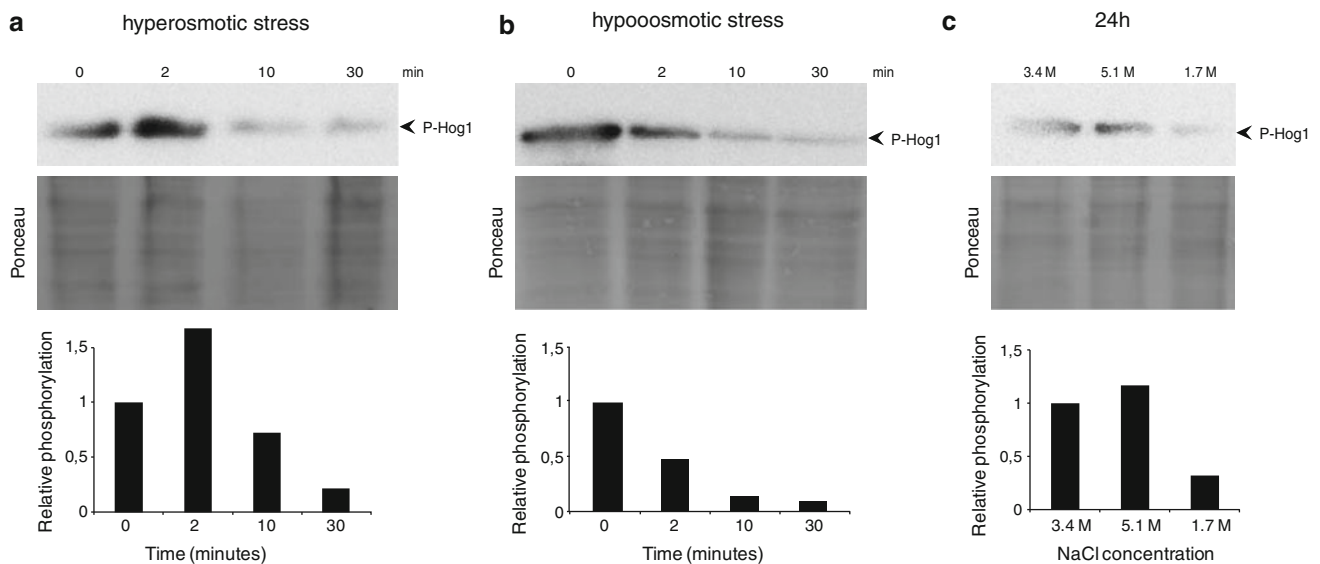 a
hyperosmotic stress
0 2 10 30 min
P-Hog1
Ponceau
Relative phosphorylation
1,5
1
0,5
0
0 2 10 30
Time (minutes)
b
hypooosmotic stress
0 2 10 30 min
P-Hog1
Ponceau
Relative phosphorylation
1,5
1
0,5
0
0 2 10 30
Time (minutes)
c
24h
3.4 M 5.1 M 1.7 M
P-Hog1
Ponceau
Relative phosphorylation
1,5
1
0,5
0
3.4 M 5.1 M 1.7 M
NaCl concentration